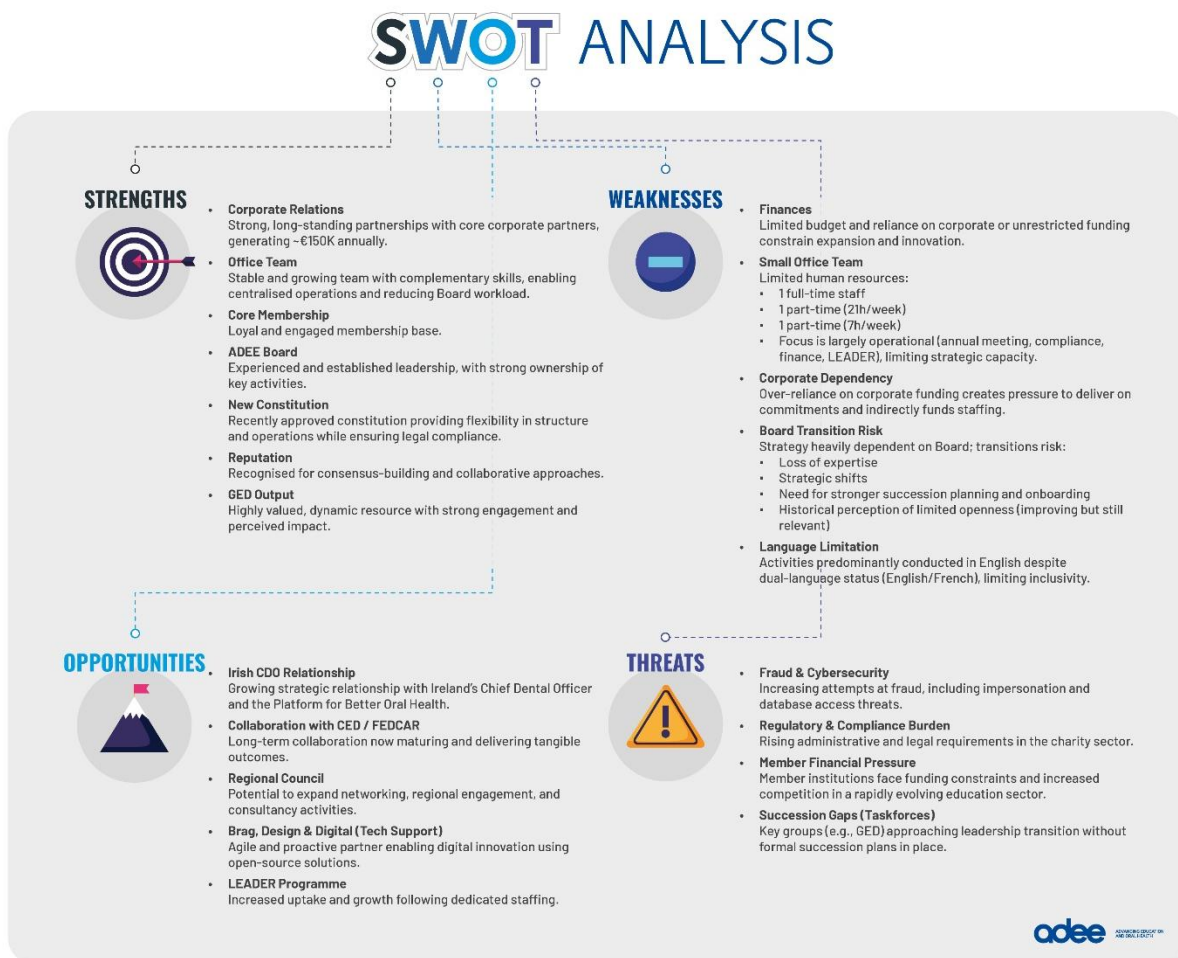 SWOT ANALYSIS
STRENGTHS
• Corporate Relations
Strong, long-standing partnerships with core corporate partners,
generating ~€150K annually.
• Office Team
Stable and growing team with complementary skills, enabling
centralised operations and reducing Board workload.
• Core Membership
Loyal and engaged membership base.
• ADEE Board
Experienced and established leadership, with strong ownership of
key activities.
• New Constitution
Recently approved constitution providing flexibility in structure
and operations while ensuring legal compliance.
• Reputation
Recognised for consensus-building and collaborative approaches.
• GED Output
Highly valued, dynamic resource with strong engagement and
perceived impact.
WEAKNESSES
• Finances
Limited budget and reliance on corporate or unrestricted funding
constrain expansion and innovation.
• Small Office Team
Limited human resources:
• 1 full-time staff
• 1 part-time (21h/week)
• 1 part-time (7h/week)
• Focus is largely operational (annual meeting, compliance,
finance, LEADER), limiting strategic capacity.
• Corporate Dependency
Over-reliance on corporate funding creates pressure to deliver on
commitments and indirectly funds staffing.
• Board Transition Risk
Strategy heavily dependent on Board; transitions risk:
• Loss of expertise
• Strategic shifts
• Need for stronger succession planning and onboarding
• Historical perception of limited openness (improving but still
relevant)
• Language Limitation
Activities predominantly conducted in English despite
dual-language status (English/French), limiting inclusivity.
OPPORTUNITIES
• Irish CDO Relationship
Growing strategic relationship with Ireland's Chief Dental Officer
and the Platform for Better Oral Health.
• Collaboration with CED / FEDCAR
Long-term collaboration now maturing and delivering tangible
outcomes.
• Regional Council
Potential to expand networking, regional engagement, and
consultancy activities.
• Brag, Design & Digital (Tech Support)
Agile and proactive partner enabling digital innovation using
open-source solutions.
• LEADER Programme
Increased uptake and growth following dedicated staffing.
THREATS
• Fraud & Cybersecurity
Increasing attempts at fraud, including impersonation and
database access threats.
• Regulatory & Compliance Burden
Rising administrative and legal requirements in the charity sector.
• Member Financial Pressure
Member institutions face funding constraints and increased
competition in a rapidly evolving education sector.
• Succession Gaps (Taskforces)
Key groups (e.g., GED) approaching leadership transition without
formal succession plans in place.
adee
ADVANCING EDUCATION
AND ORAL HEALTH